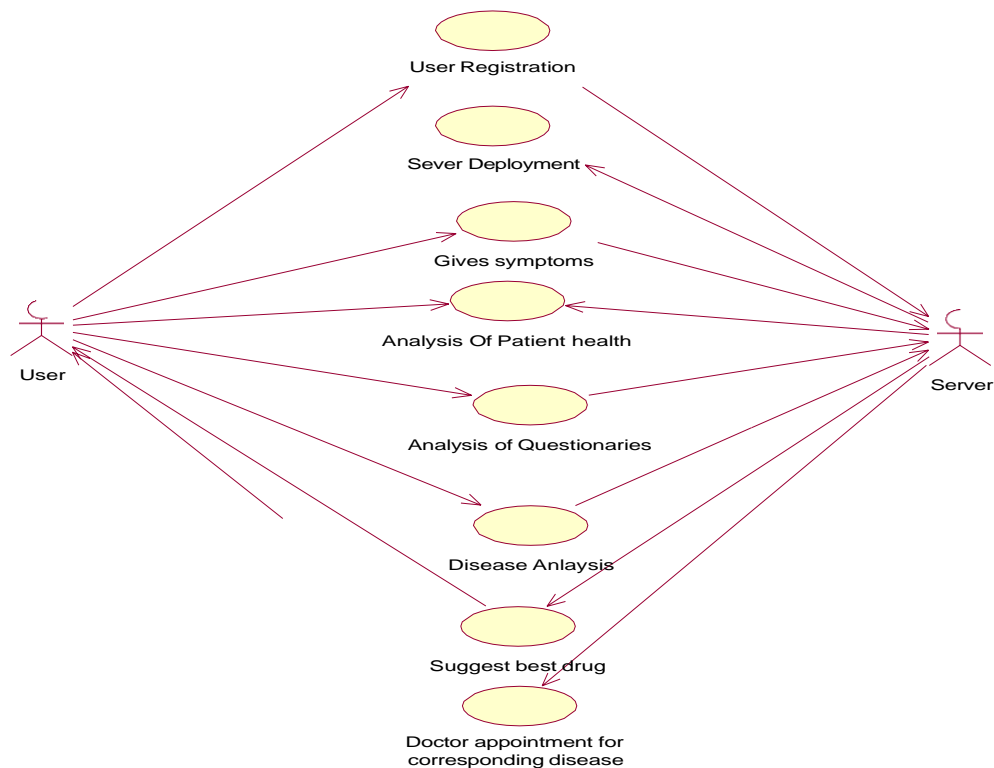 User Registration
Sever Deployment
Gives symptoms
Analysis Of Patient health
User
Server
Analysis of Questionaries
Disease Anlaysis
Suggest best drug
Doctor appointment for
corresponding disease